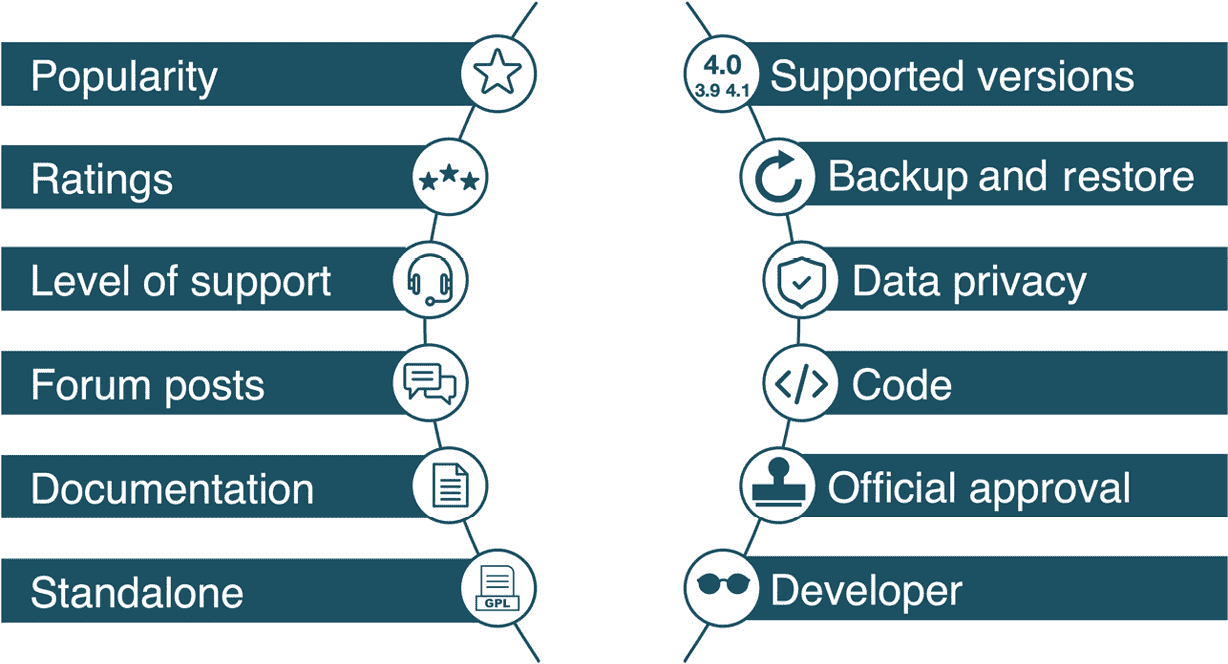 Popularity
Ratings
Level of support
Forum posts
Documentation
Standalone
GPL
4.0
3.9 4.1
Supported versions
Backup and restore
Data privacy
Code
Official approval
Developer